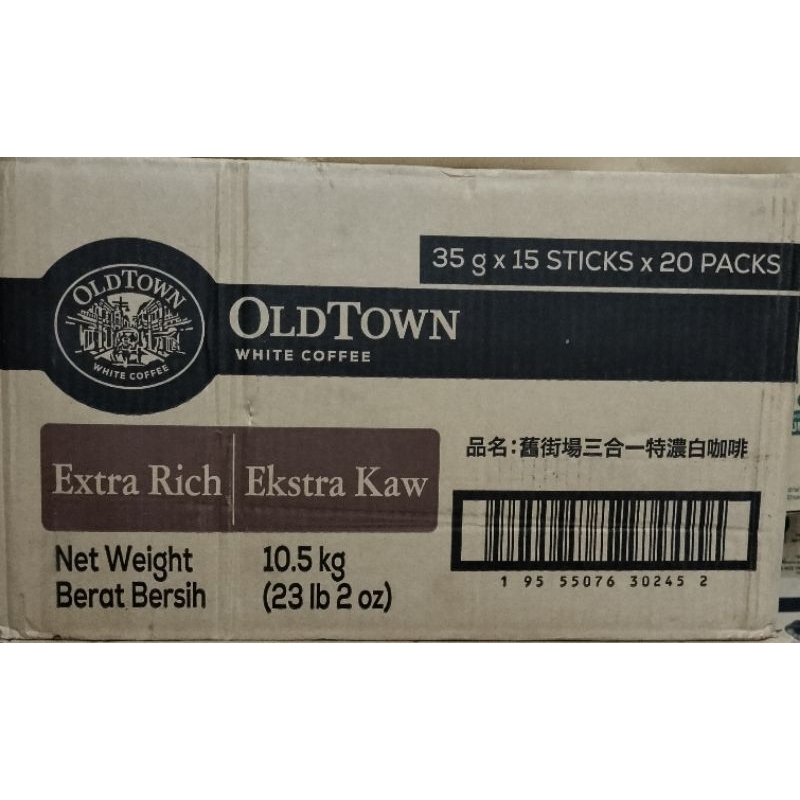 35 g x 15 STICKS x 20 PACKS
OLDTOWN
WHITE COFFEE
OLDTOWN
WHITE COFFEE
品名:舊街場三合一特濃白咖啡
Extra Rich Ekstra Kaw
Net Weight 10.5 kg
Berat Bersih (23 lb 2 oz)
1 95 55076 30245 2